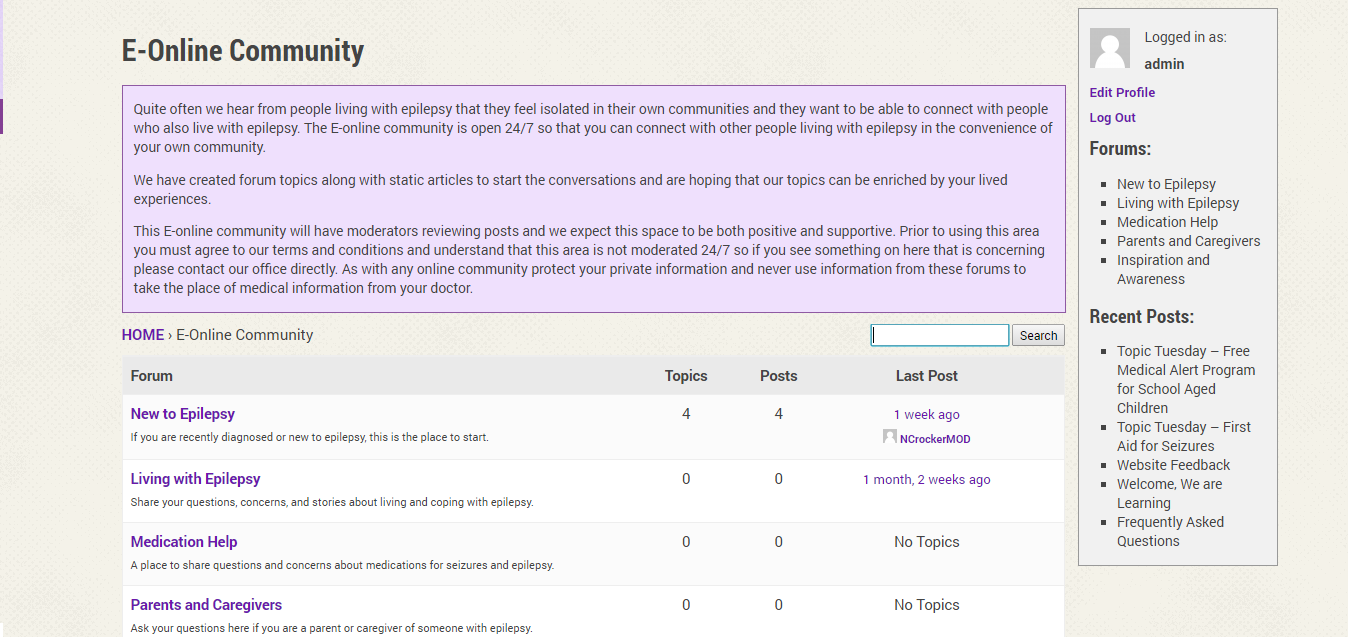 E-Online Community
Quite often we hear from people living with epilepsy that they feel isolated in their own communities and they want to be able to connect with people
who also live with epilepsy. The E-online community is open 24/7 so that you can connect with other people living with epilepsy in the convenience of
your own community.
We have created forum topics along with static articles to start the conversations and are hoping that our topics can be enriched by your lived
experiences.
This E-online community will have moderators reviewing posts and we expect this space to be both positive and supportive. Prior to using this area
you must agree to our terms and conditions and understand that this area is not moderated 24/7 so if you see something on here that is concerning
please contact our office directly. As with any online community protect your private information and never use information from these forums to
take the place of medical information from your doctor.
HOME › E-Online Community
Search
Forum Topics Posts Last Post
New to Epilepsy 4 4 1 week ago
If you are recently diagnosed or new to epilepsy, this is the place to start.
NCrockerMOD
Living with Epilepsy 0 0 1 month, 2 weeks ago
Share your questions, concerns, and stories about living and coping with epilepsy.
Medication Help 0 0 No Topics
A place to share questions and concerns about medications for seizures and epilepsy.
Parents and Caregivers 0 0 No Topics
Ask your questions here if you are a parent or caregiver of someone with epilepsy.
Logged in as:
admin
Edit Profile
Log Out
Forums:
New to Epilepsy
Living with Epilepsy
Medication Help
Parents and Caregivers
Inspiration and
Awareness
Recent Posts:
Topic Tuesday – Free
Medical Alert Program
for School Aged
Children
Topic Tuesday – First
Aid for Seizures
Website Feedback
Welcome, We are
Learning
Frequently Asked
Questions